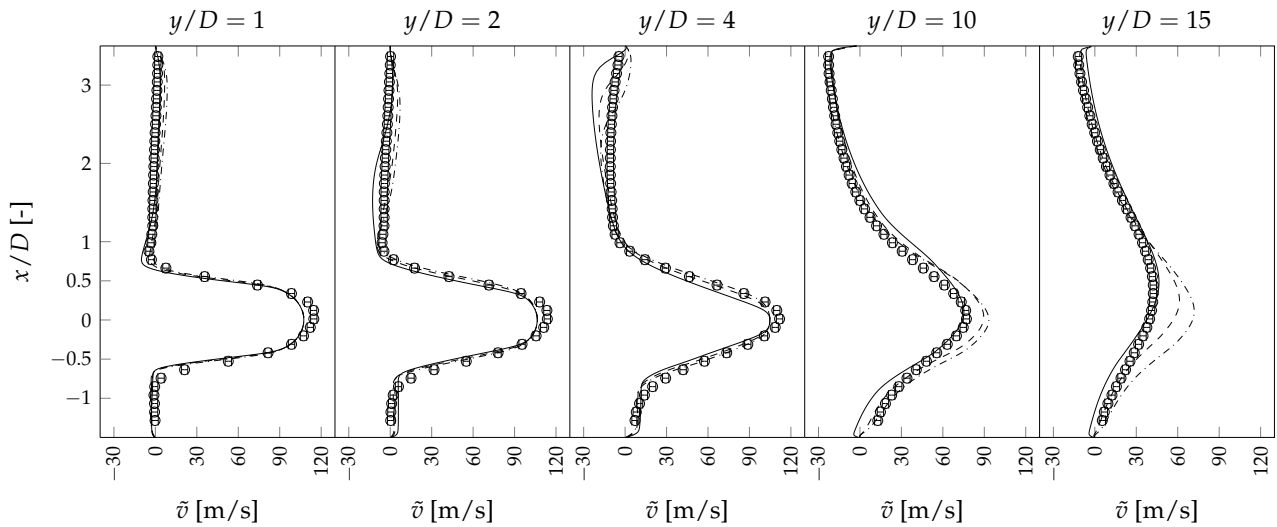 y/D = 1
y/D = 2
y/D = 4
y/D = 10
y/D = 15
3
2
1
0.5
0
−0.5
−1
x/D [-]
−30 0 30 60 90 120
−30 0 30 60 90 120
−30 0 30 60 90 120
−30 0 30 60 90 120
−30 0 30 60 90 120
ṽ [m/s]
ṽ [m/s]
ṽ [m/s]
ṽ [m/s]
ṽ [m/s]